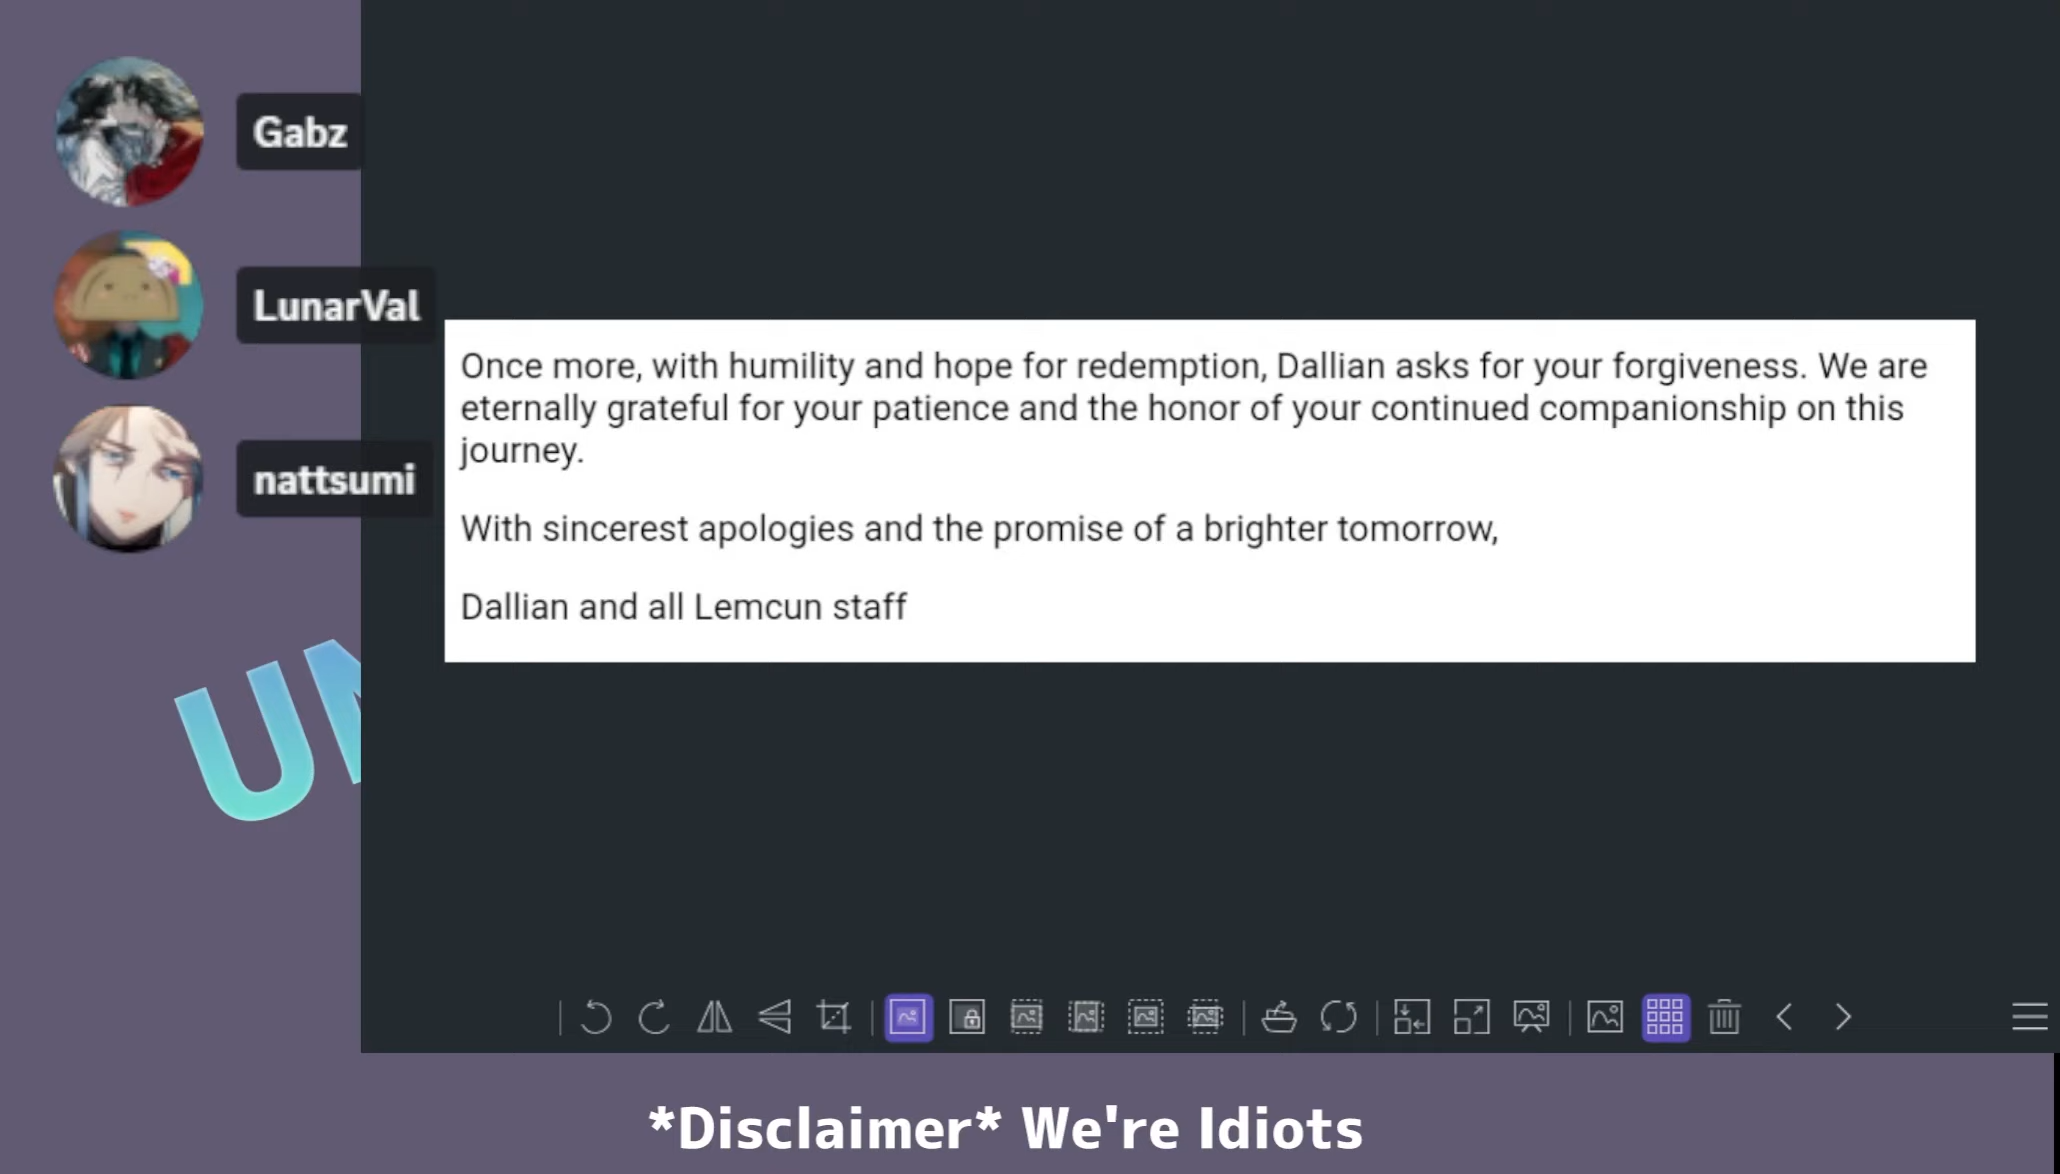 Gabz
LunarVal
nattsumi
Once more, with humility and hope for redemption, Dallian asks for your forgiveness. We are
eternally grateful for your patience and the honor of your continued companionship on this
journey.
With sincerest apologies and the promise of a brighter tomorrow,
Dallian and all Lemcun staff
*Disclaimer* We're Idiots